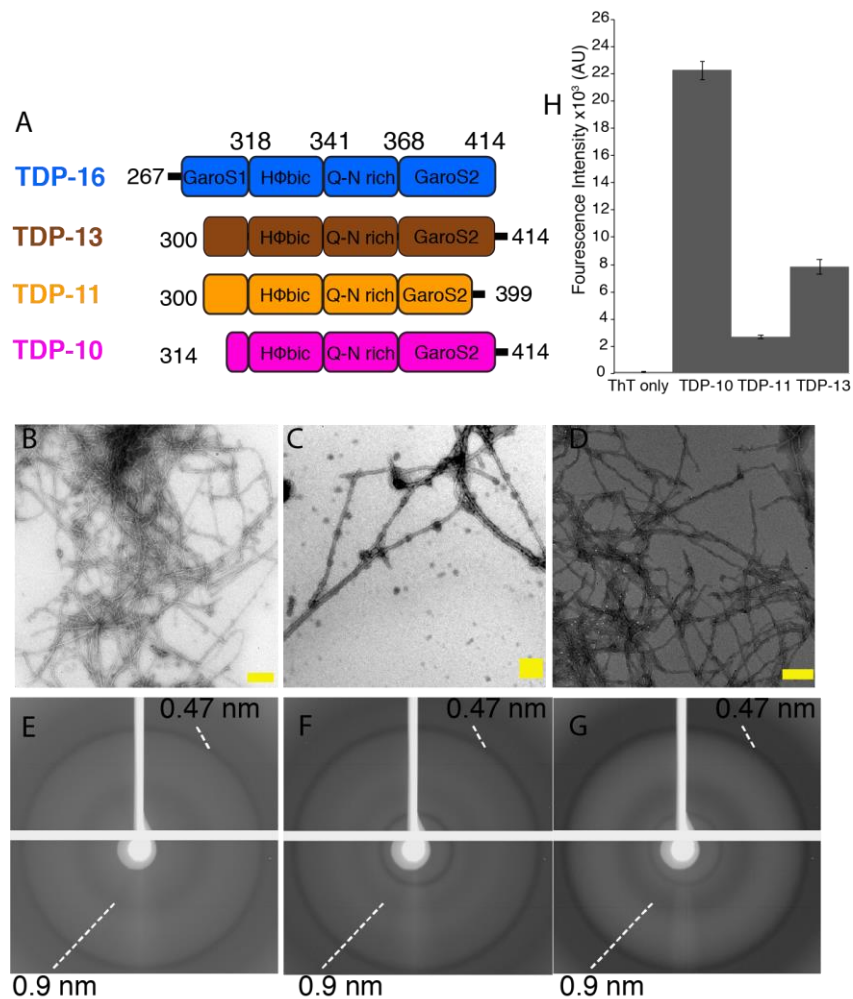 A
318 341 368 414
TDP-16 267 GaroS1 HΦbic Q-N rich GaroS2
TDP-13 300 HΦbic Q-N rich GaroS2 414
TDP-11 300 HΦbic Q-N rich GaroS2 399
TDP-10 314 HΦbic Q-N rich GaroS2 414
H
Fourescence Intensity x10³ (AU)
26
24
22
20
18
16
14
12
10
8
6
4
2
0
ThT only TDP-10 TDP-11 TDP-13
B C D
E 0.47 nm F 0.47 nm G 0.47 nm
0.9 nm 0.9 nm 0.9 nm